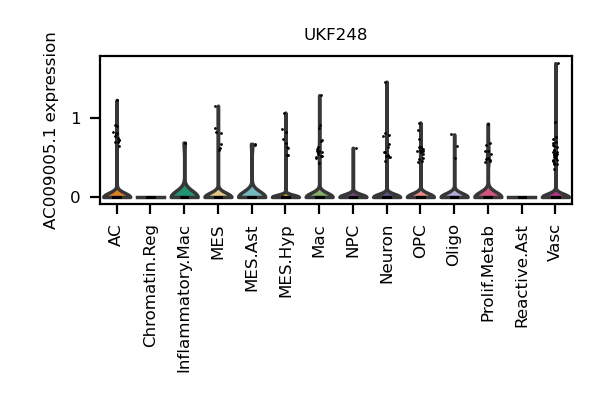 UKF248
AC009005.1 expression
1
0
AC
Chromatin.Reg
Inflammatory.Mac
MES
MES.Ast
MES.Hyp
Mac
NPC
Neuron
OPC
Oligo
Prolif.Metab
Reactive.Ast
Vasc